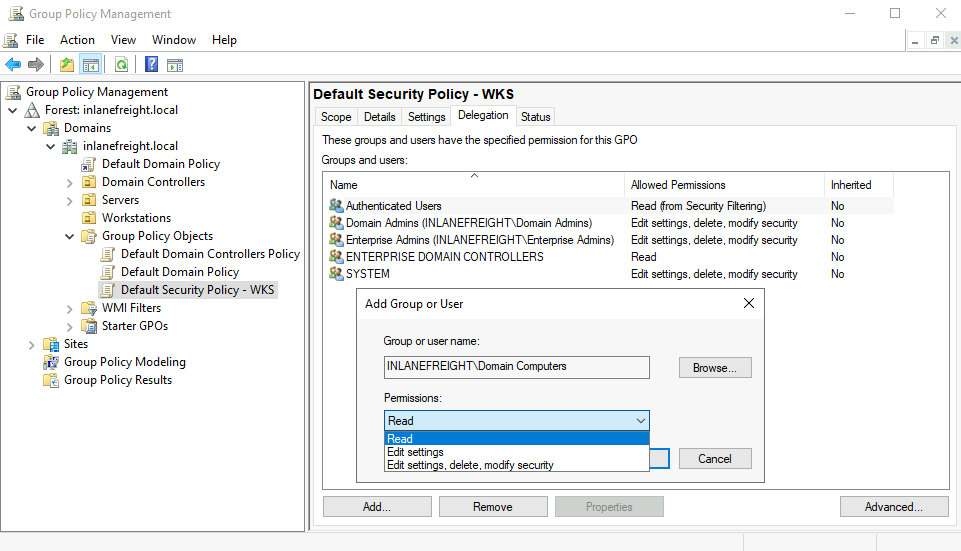 Group Policy Management
File Action View Window Help
Group Policy Management
Forest: inlanefreight.local
Domains
inlanefreight.local
Default Domain Policy
Domain Controllers
Servers
Workstations
Group Policy Objects
Default Domain Controllers Policy
Default Domain Policy
Default Security Policy - WKS
WMI Filters
Starter GPOs
Sites
Group Policy Modeling
Group Policy Results
Default Security Policy - WKS
Scope Details Settings Delegation Status
These groups and users have the specified permission for this GPO
Groups and users:
Name Allowed Permissions Inherited
Authenticated Users Read (from Security Filtering) No
Domain Admins (INLANEFREIGHT\Domain Admins) Edit settings, delete, modify security No
Enterprise Admins (INLANEFREIGHT\Enterprise Admins) Edit settings, delete, modify security No
ENTERPRISE DOMAIN CONTROLLERS Read No
SYSTEM Edit settings, delete, modify security No
Add Group or User
Group or user name:
INLANEFREIGHT\Domain Computers Browse...
Permissions:
Read
Read
Edit settings
Edit settings, delete, modify security
Cancel
Add... Remove Properties Advanced...